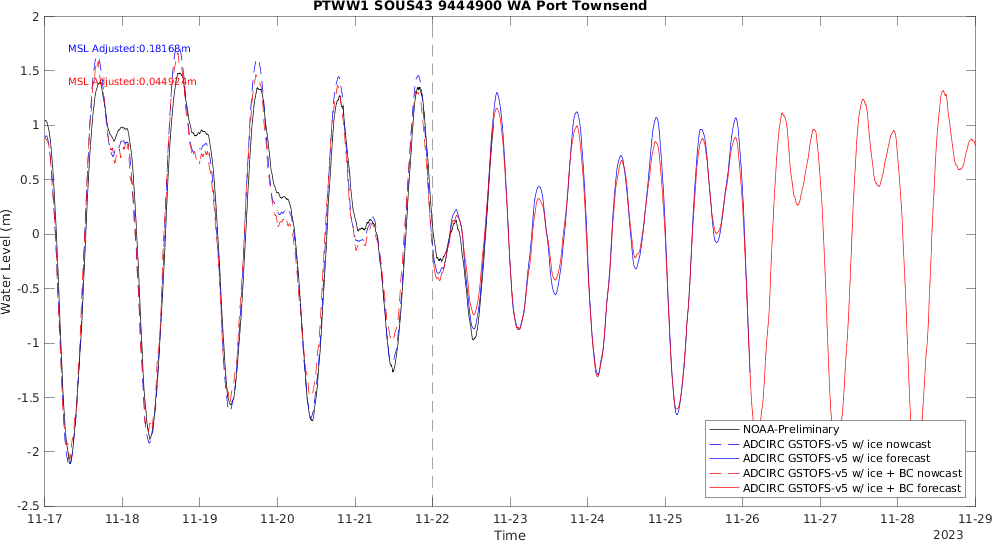 PTWW1 SOUS43 9444900 WA Port Townsend
MSL Adjusted:0.18168m
MSL Adjusted:0.044924m
Water Level (m)
2
1.5
1
0.5
0
-0.5
-1
-1.5
-2
-2.5
NOAA-Preliminary
ADCIRC GSTOFS-v5 w/ ice nowcast
ADCIRC GSTOFS-v5 w/ ice forecast
ADCIRC GSTOFS-v5 w/ ice + BC nowcast
ADCIRC GSTOFS-v5 w/ ice + BC forecast
11-17 11-18 11-19 11-20 11-21 11-22 11-23 11-24 11-25 11-26 11-27 11-28 11-29
Time
2023